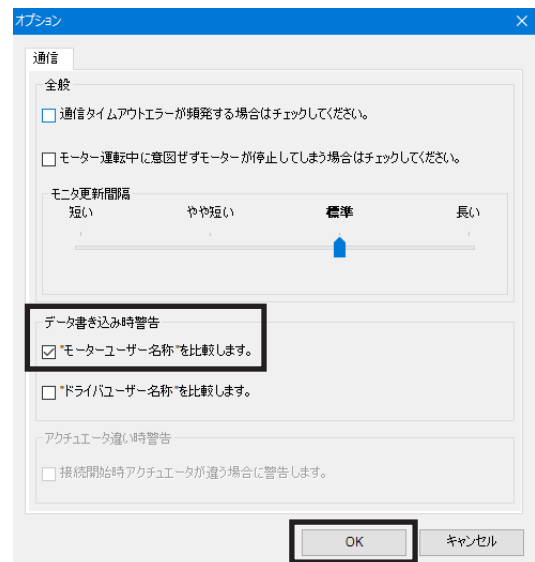 オプション
通信
全般
通信タイムアウトエラーが頻発する場合はチェックしてください。
モーター運転中に意図ぜずモーターが停止してしまう場合はチェックしてください。
モニタ更新間隔
短い やや短い 標準 長い
データ書き込み時警告
"モーターユーザー名称"を比較します。
"ドライバユーザー名称"を比較します。
アクチュエータ違い時警告
接続開始時アクチュエータが違う場合に警告します。
OK キャンセル